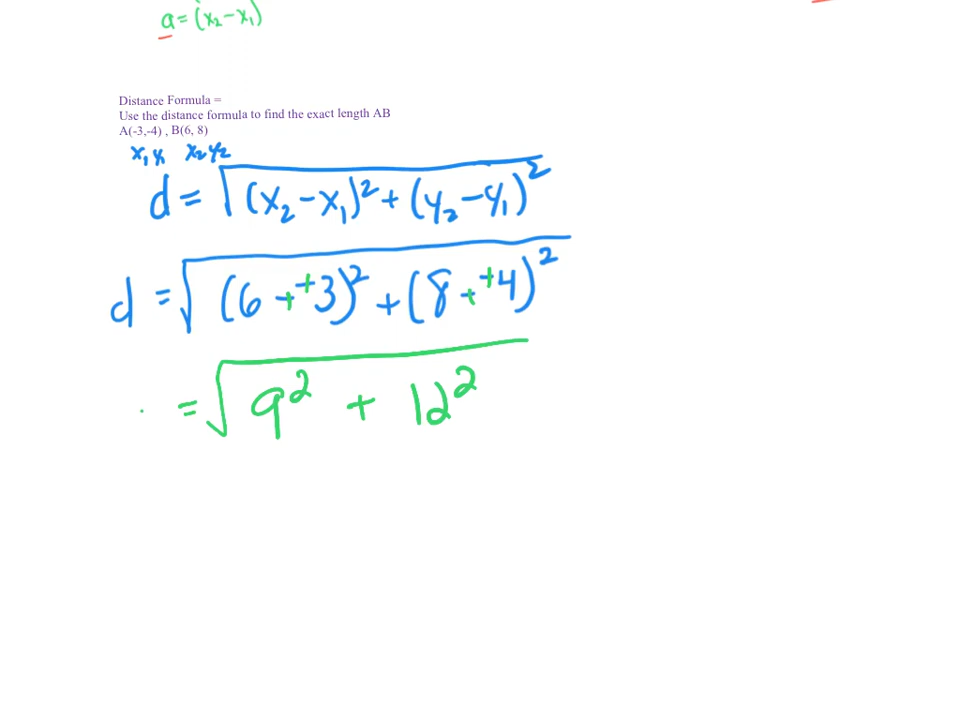 a = (x₂ - x₁)
Distance Formula =
Use the distance formula to find the exact length AB
A(-3,-4) , B(6, 8)
x₁ y₁ x₂ y₂
d = √((x₂ - x₁)² + (y₂ - y₁)²)
d = √((6 + +3)² + (8 + +4)²)
= √(9² + 12²)